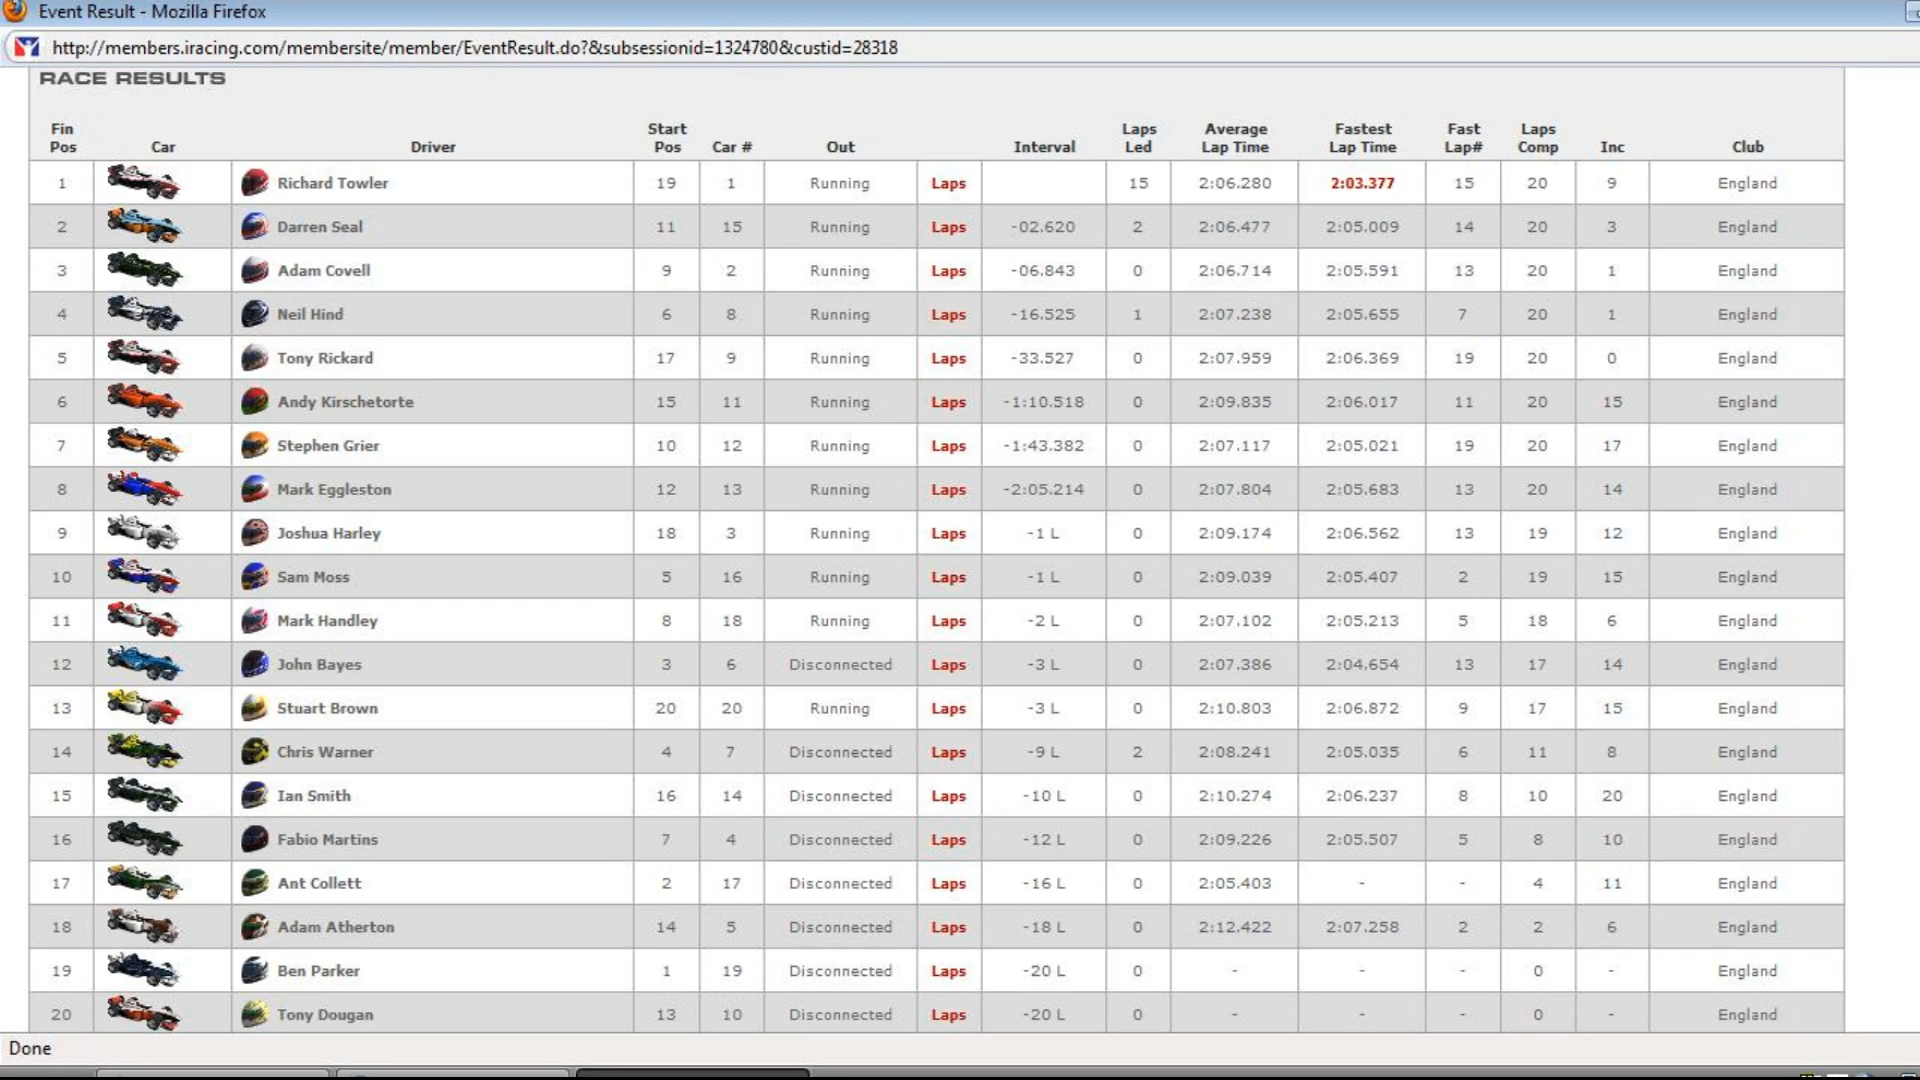 Event Result - Mozilla Firefox
http://members.iracing.com/membersite/member/EventResult.do?&subsessionid=1324780&custid=28318
RACE RESULTS
Fin Pos Car Driver Start Pos Car # Out Interval Laps Led Average Lap Time Fastest Lap Time Fast Lap# Laps Comp Inc Club
1 Richard Towler 19 1 Running Laps 15 2:06.280 2:03.377 15 20 9 England
2 Darren Seal 11 15 Running Laps -02.620 2 2:06.477 2:05.009 14 20 3 England
3 Adam Covell 9 2 Running Laps -06.843 0 2:06.714 2:05.591 13 20 1 England
4 Neil Hind 6 8 Running Laps -16.525 1 2:07.238 2:05.655 7 20 1 England
5 Tony Rickard 17 9 Running Laps -33.527 0 2:07.959 2:06.369 19 20 0 England
6 Andy Kirschetorte 15 11 Running Laps -1:10.518 0 2:09.835 2:06.017 11 20 15 England
7 Stephen Grier 10 12 Running Laps -1:43.382 0 2:07.117 2:05.021 19 20 17 England
8 Mark Eggleston 12 13 Running Laps -2:05.214 0 2:07.804 2:05.683 13 20 14 England
9 Joshua Harley 18 3 Running Laps -1 L 0 2:09.174 2:06.562 13 19 12 England
10 Sam Moss 5 16 Running Laps -1 L 0 2:09.039 2:05.407 2 19 15 England
11 Mark Handley 8 18 Running Laps -2 L 0 2:07.102 2:05.213 5 18 6 England
12 John Bayes 3 6 Disconnected Laps -3 L 0 2:07.386 2:04.654 13 17 14 England
13 Stuart Brown 20 20 Running Laps -3 L 0 2:10.803 2:06.872 9 17 15 England
14 Chris Warner 4 7 Disconnected Laps -9 L 2 2:08.241 2:05.035 6 11 8 England
15 Ian Smith 16 14 Disconnected Laps -10 L 0 2:10.274 2:06.237 8 10 20 England
16 Fabio Martins 7 4 Disconnected Laps -12 L 0 2:09.226 2:05.507 5 8 10 England
17 Ant Collett 2 17 Disconnected Laps -16 L 0 2:05.403 - - 4 11 England
18 Adam Atherton 14 5 Disconnected Laps -18 L 0 2:12.422 2:07.258 2 2 6 England
19 Ben Parker 1 19 Disconnected Laps -20 L 0 - - - 0 - England
20 Tony Dougan 13 10 Disconnected Laps -20 L 0 - - - 0 - England
Done